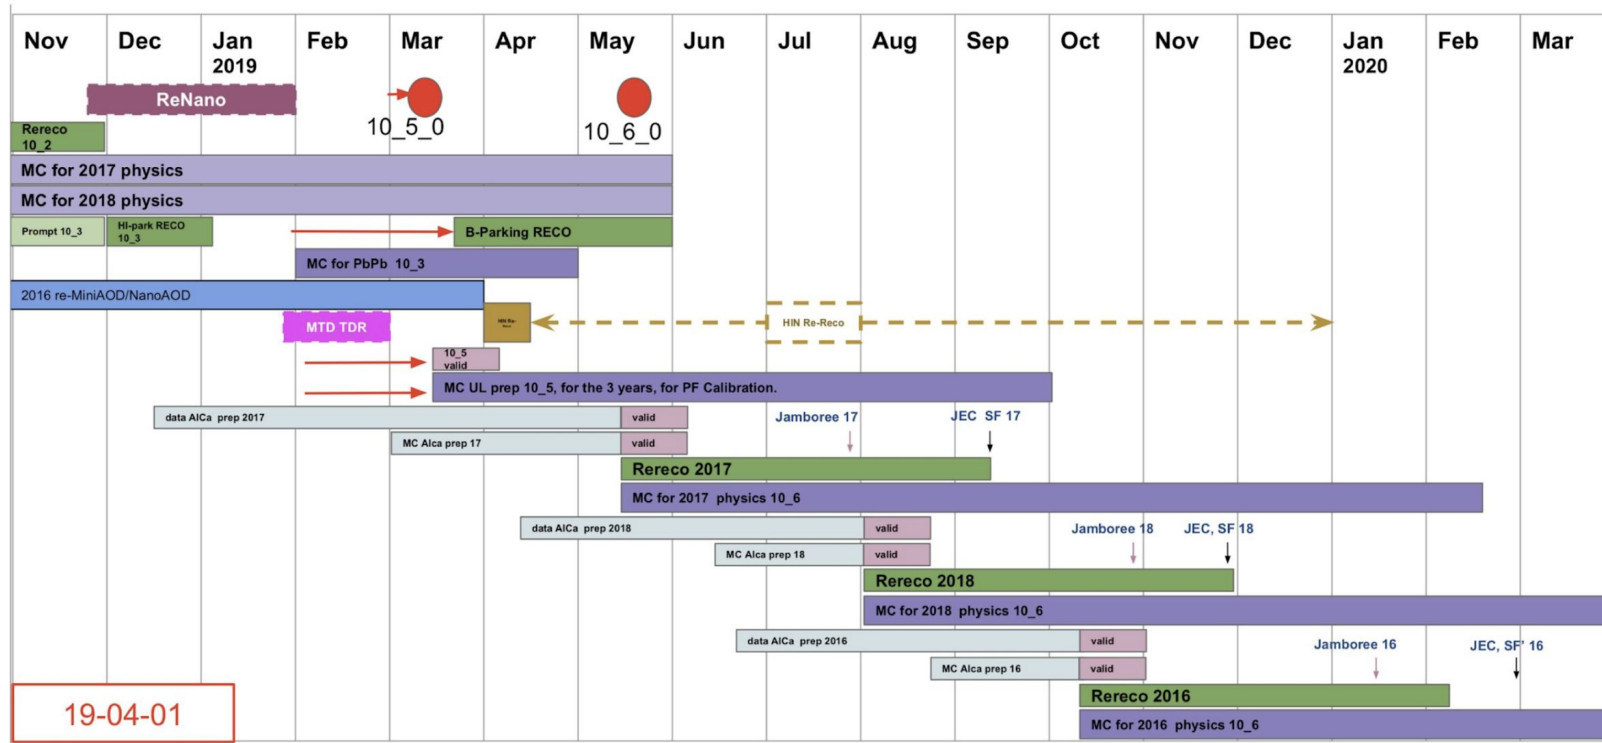 Nov Dec Jan Feb Mar Apr May Jun Jul Aug Sep Oct Nov Dec Jan Feb Mar
2019 2020
ReNano
10_5_0 10_6_0
Rereco
10_2
MC for 2017 physics
MC for 2018 physics
Prompt 10_3
HI-park RECO
10_3
B-Parking RECO
MC for PbPb 10_3
2016 re-MiniAOD/NanoAOD
MTD TDR
HIN Re-
Reco
HIN Re-Reco
10_5
valid
MC UL prep 10_5, for the 3 years, for PF Calibration.
data AlCa prep 2017 valid Jamboree 17 JEC SF 17
MC Alca prep 17 valid
Rereco 2017
MC for 2017 physics 10_6
data AlCa prep 2018 valid Jamboree 18 JEC, SF 18
MC Alca prep 18 valid
Rereco 2018
MC for 2018 physics 10_6
data AlCa prep 2016 valid Jamboree 16 JEC, SF' 16
MC Alca prep 16 valid
Rereco 2016
MC for 2016 physics 10_6
19-04-01